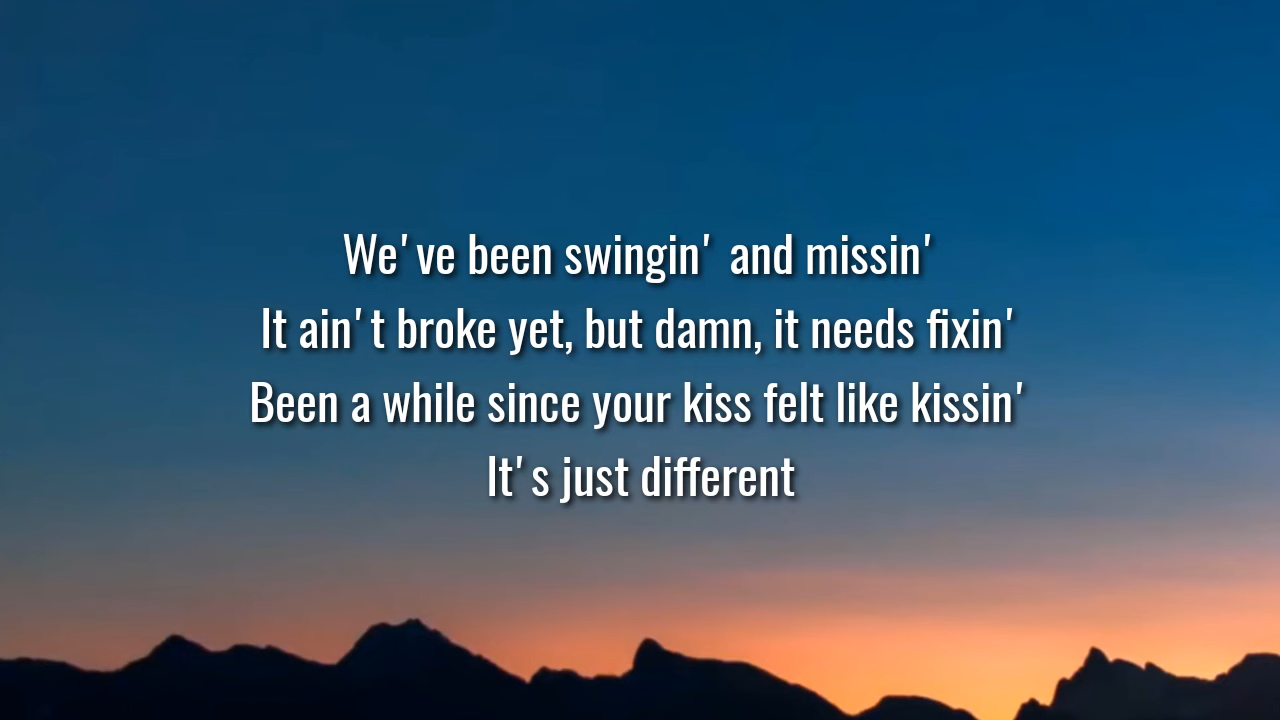 We've been swingin' and missin'
It ain't broke yet, but damn, it needs fixin'
Been a while since your kiss felt like kissin'
It's just different